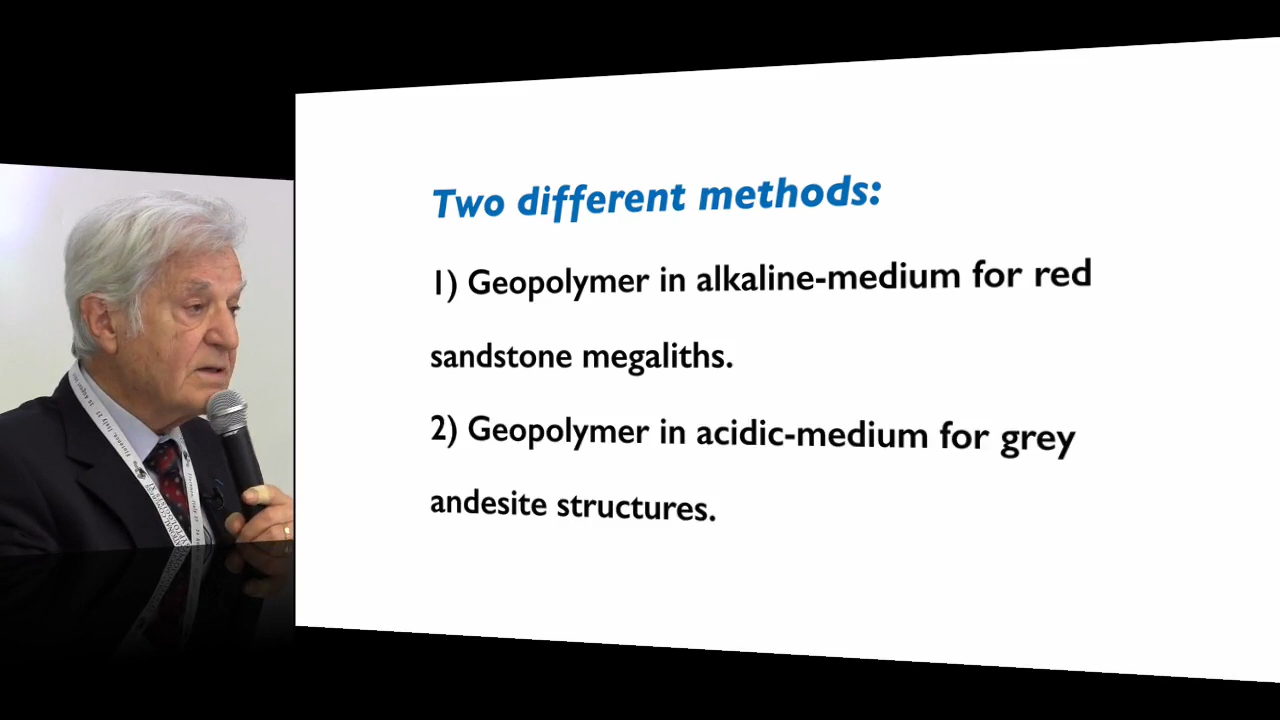 Two different methods:
1) Geopolymer in alkaline-medium for red
sandstone megaliths.
2) Geopolymer in acidic-medium for grey
andesite structures.